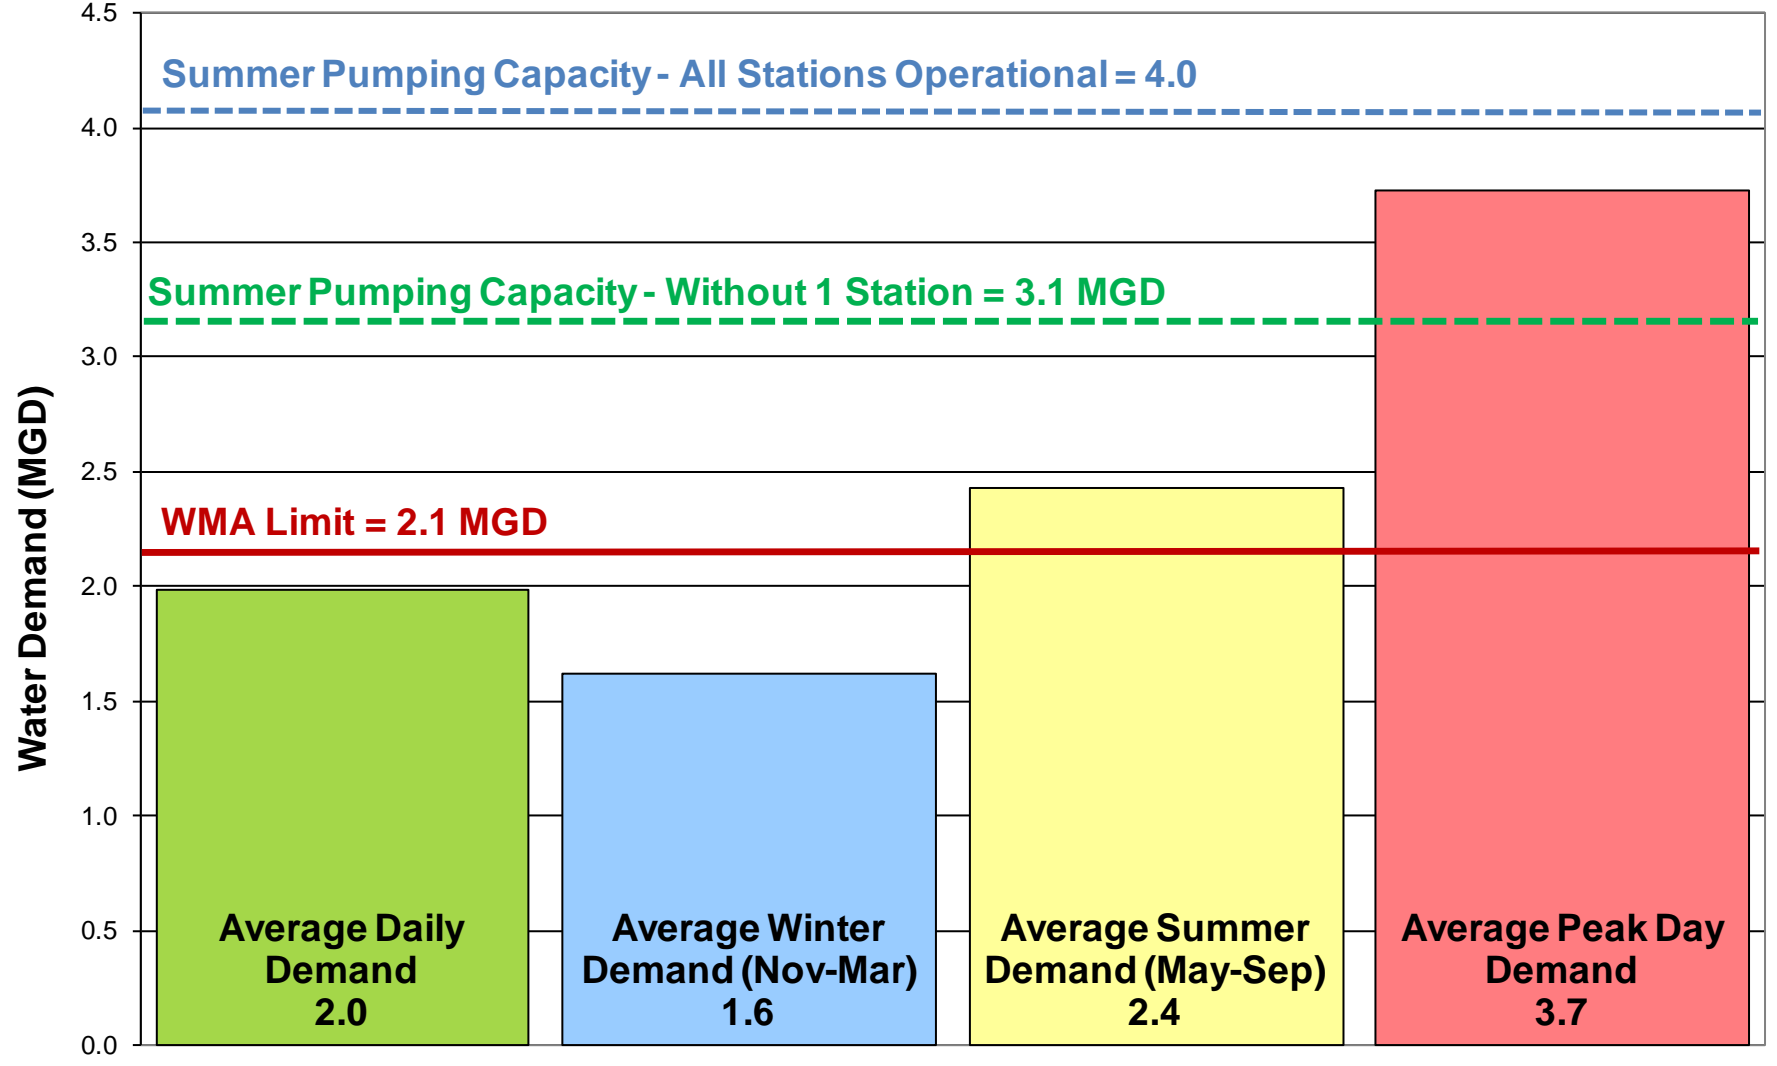 4.5
Summer Pumping Capacity - All Stations Operational = 4.0
4.0
3.5
Summer Pumping Capacity - Without 1 Station = 3.1 MGD
3.0
2.5
WMA Limit = 2.1 MGD
2.0
1.5
1.0
0.5
0.0
Water Demand (MGD)
Average Daily
Demand
2.0
Average Winter
Demand (Nov-Mar)
1.6
Average Summer
Demand (May-Sep)
2.4
Average Peak Day
Demand
3.7